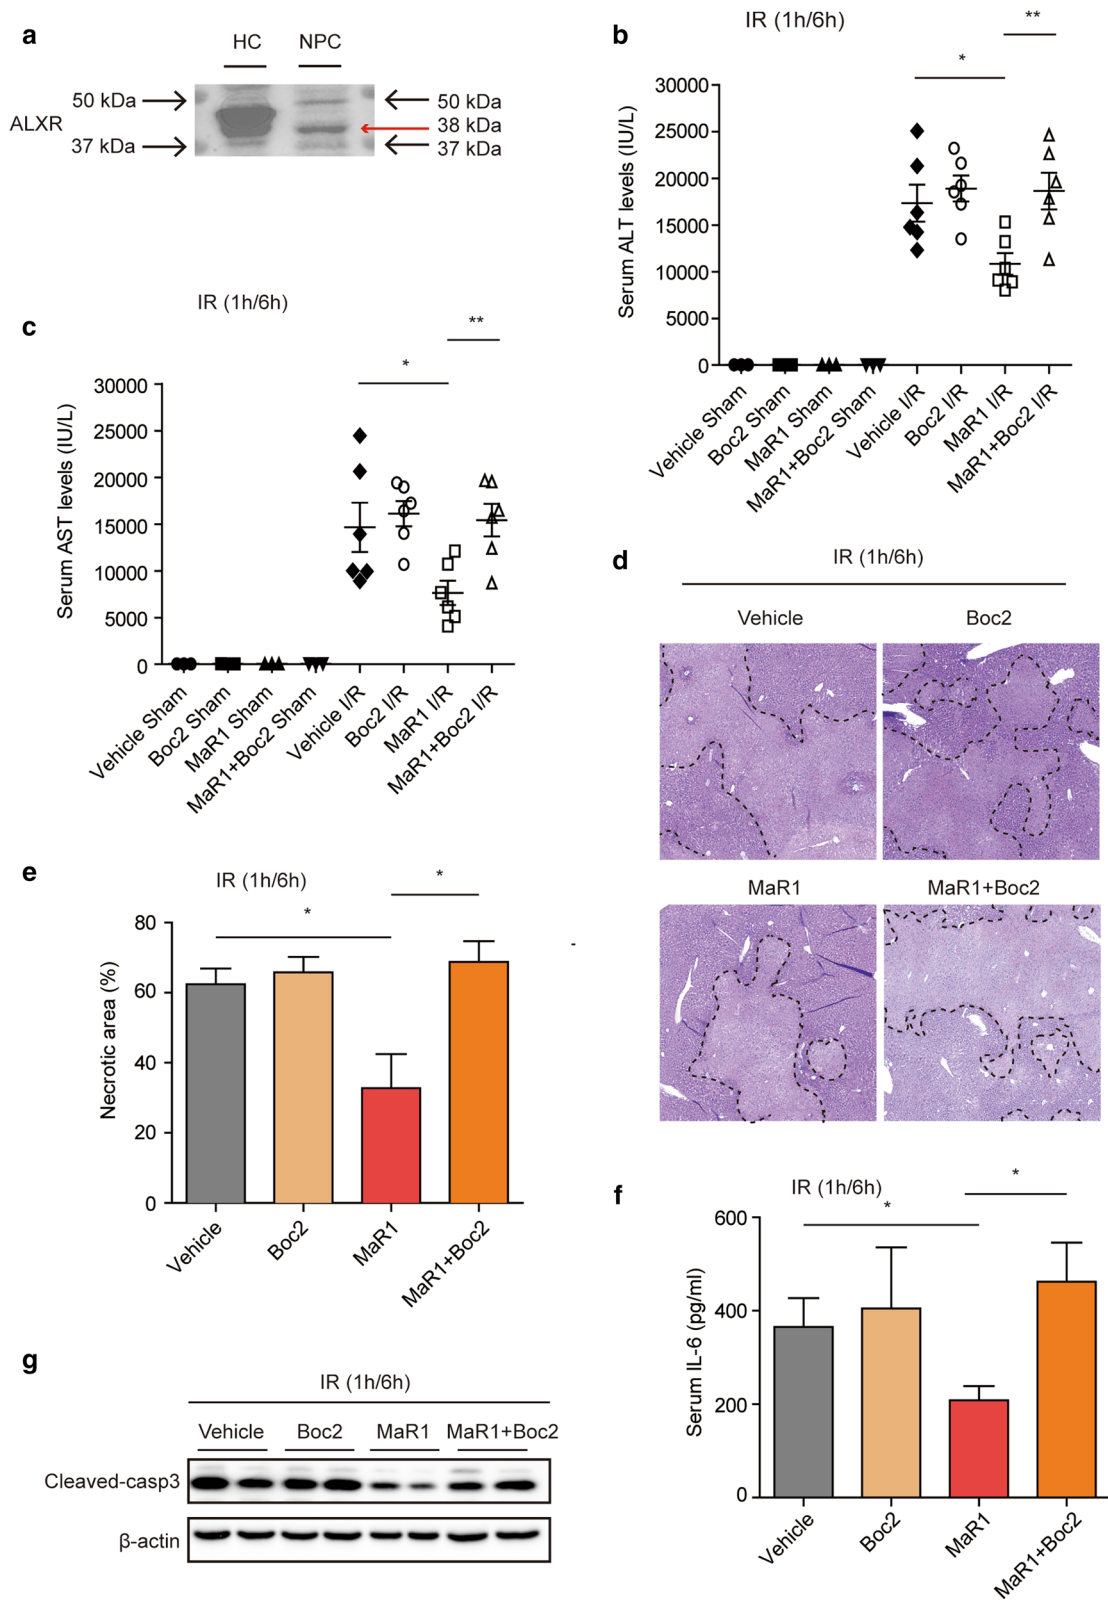 a
HC NPC
50 kDa 50 kDa
ALXR 38 kDa
37 kDa 37 kDa
b
IR (1h/6h)
**
*
Serum ALT levels (IU/L)
30000
25000
20000
15000
10000
5000
0
Vehicle Sham
Boc2 Sham
MaR1 Sham
MaR1+Boc2 Sham
Vehicle I/R
Boc2 I/R
MaR1 I/R
MaR1+Boc2 I/R
c
IR (1h/6h)
**
*
Serum AST levels (IU/L)
30000
25000
20000
15000
10000
5000
0
Vehicle Sham
Boc2 Sham
MaR1 Sham
MaR1+Boc2 Sham
Vehicle I/R
Boc2 I/R
MaR1 I/R
MaR1+Boc2 I/R
d
IR (1h/6h)
Vehicle Boc2
MaR1 MaR1+Boc2
e
IR (1h/6h)
*
*
Necrotic area (%)
80
60
40
20
0
Vehicle
Boc2
MaR1
MaR1+Boc2
-
f
IR (1h/6h)
*
*
Serum IL-6 (pg/ml)
600
400
200
0
Vehicle
Boc2
MaR1
MaR1+Boc2
g
IR (1h/6h)
Vehicle Boc2 MaR1 MaR1+Boc2
Cleaved-casp3
β-actin